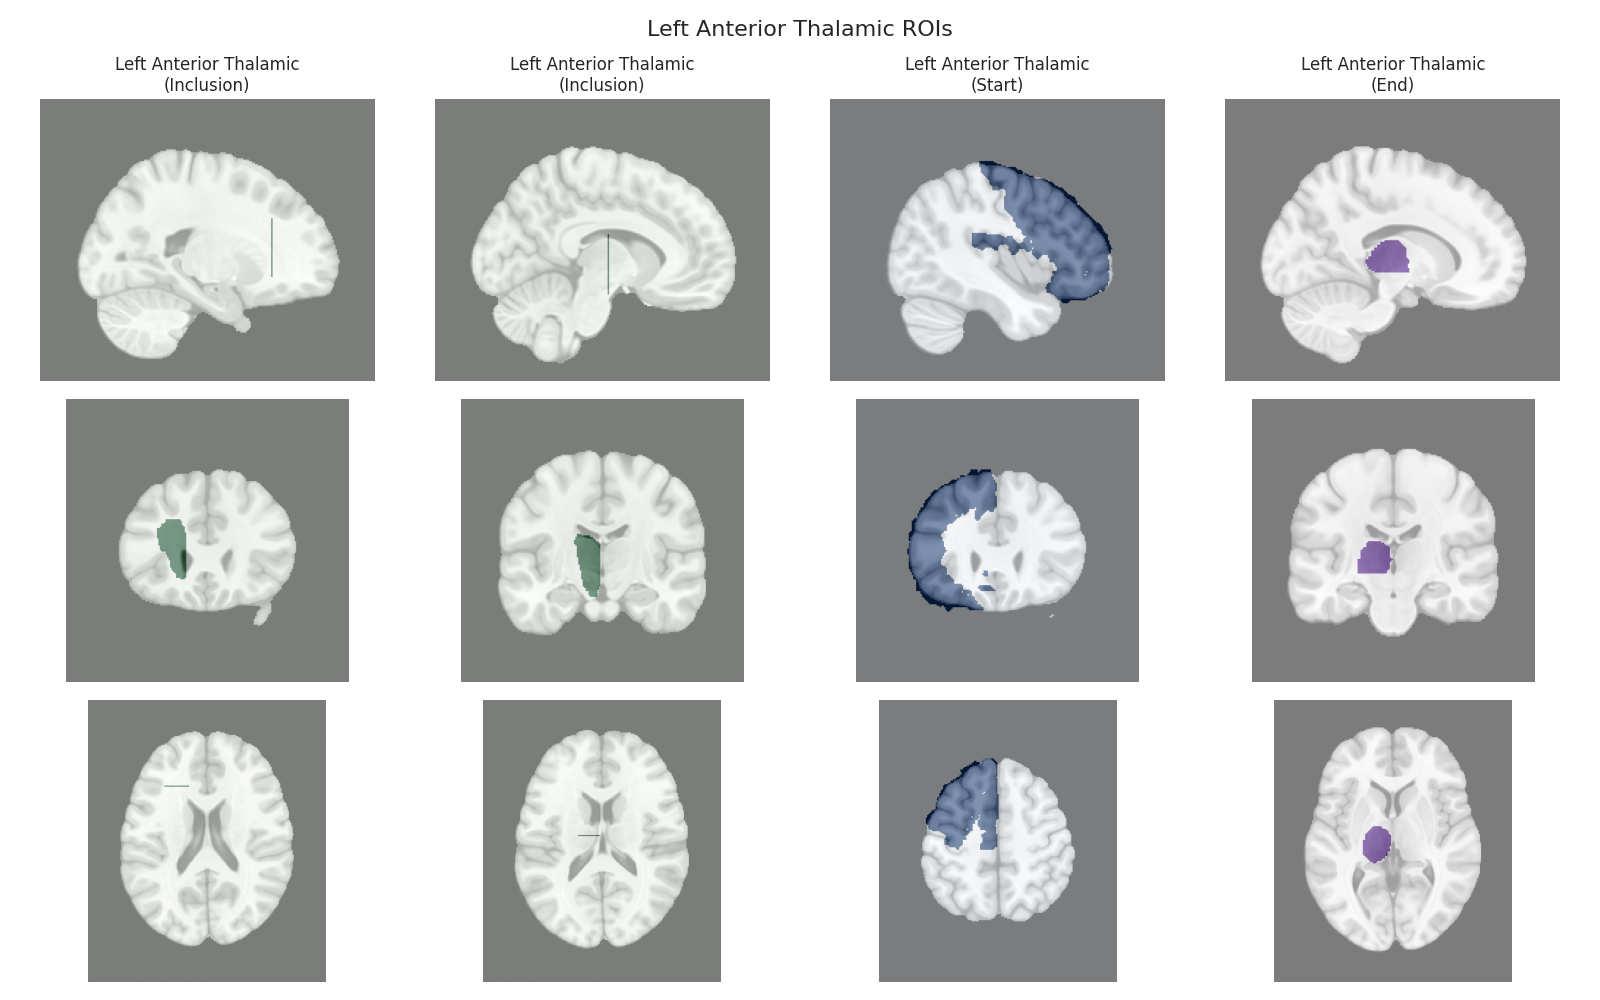 Left Anterior Thalamic ROIs
Left Anterior Thalamic
(Inclusion)
Left Anterior Thalamic
(Inclusion)
Left Anterior Thalamic
(Start)
Left Anterior Thalamic
(End)